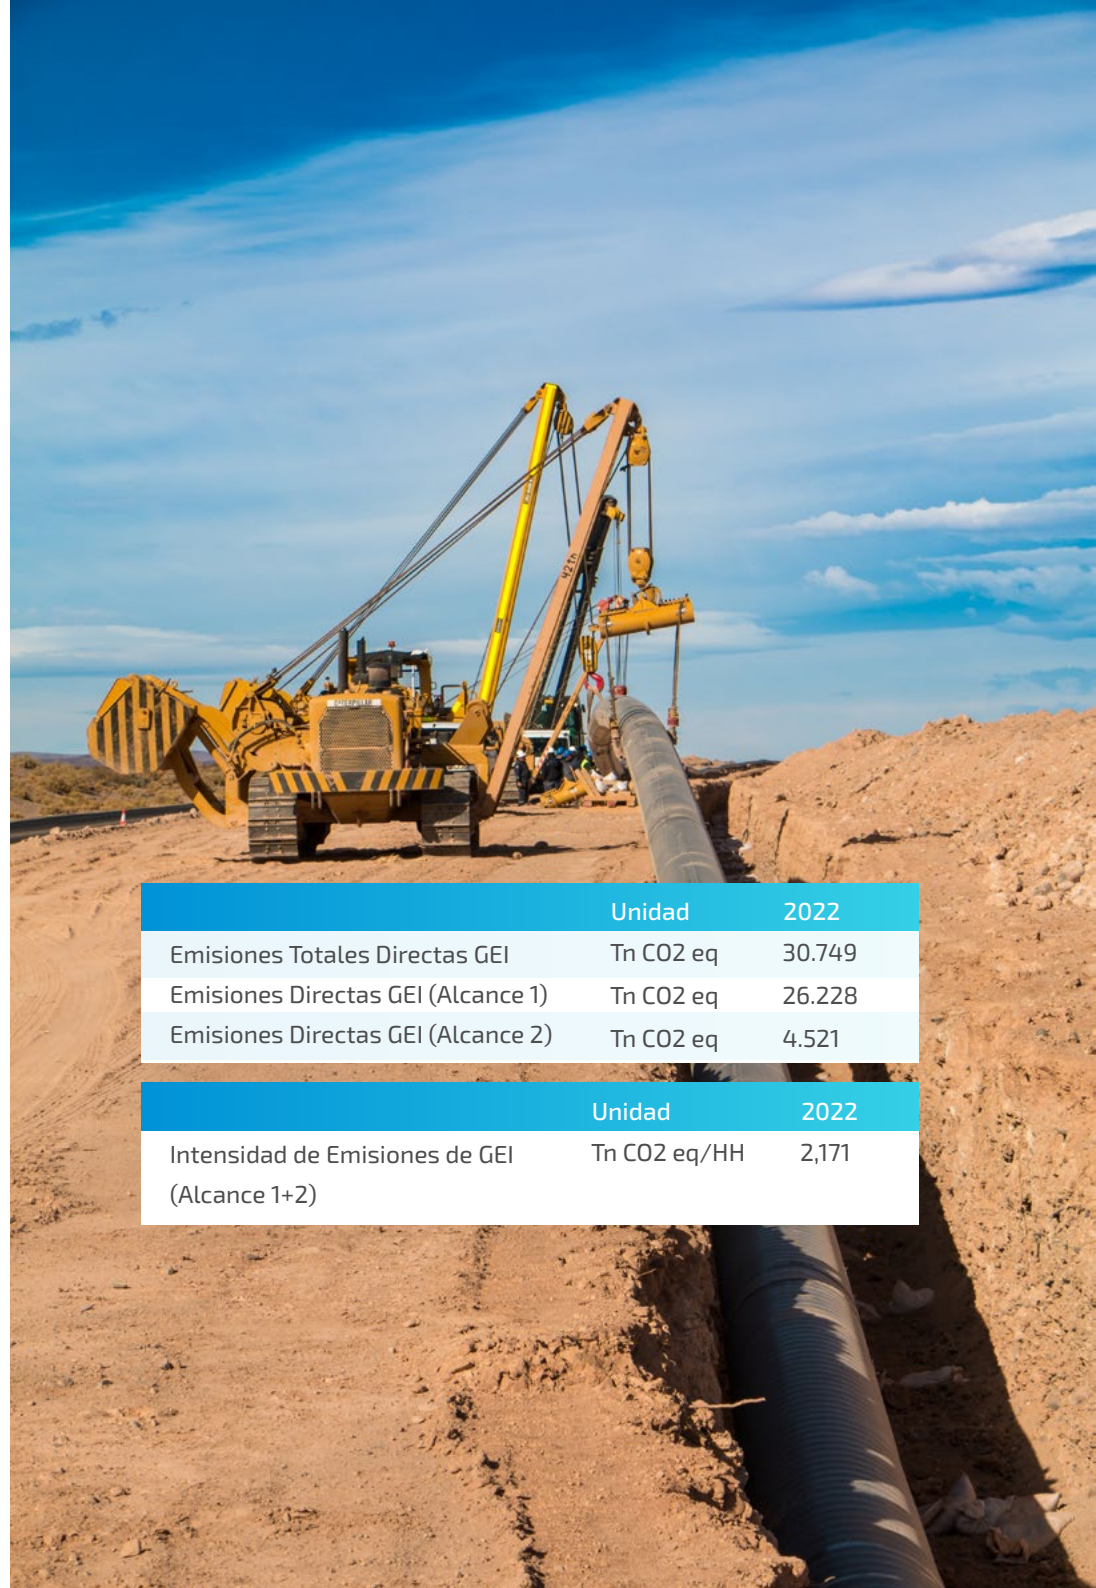 42TN
CATERPILLAR
Unidad 2022
Emisiones Totales Directas GEI Tn CO2 eq 30.749
Emisiones Directas GEI (Alcance 1) Tn CO2 eq 26.228
Emisiones Directas GEI (Alcance 2) Tn CO2 eq 4.521
Unidad 2022
Intensidad de Emisiones de GEI Tn CO2 eq/HH 2,171
(Alcance 1+2)